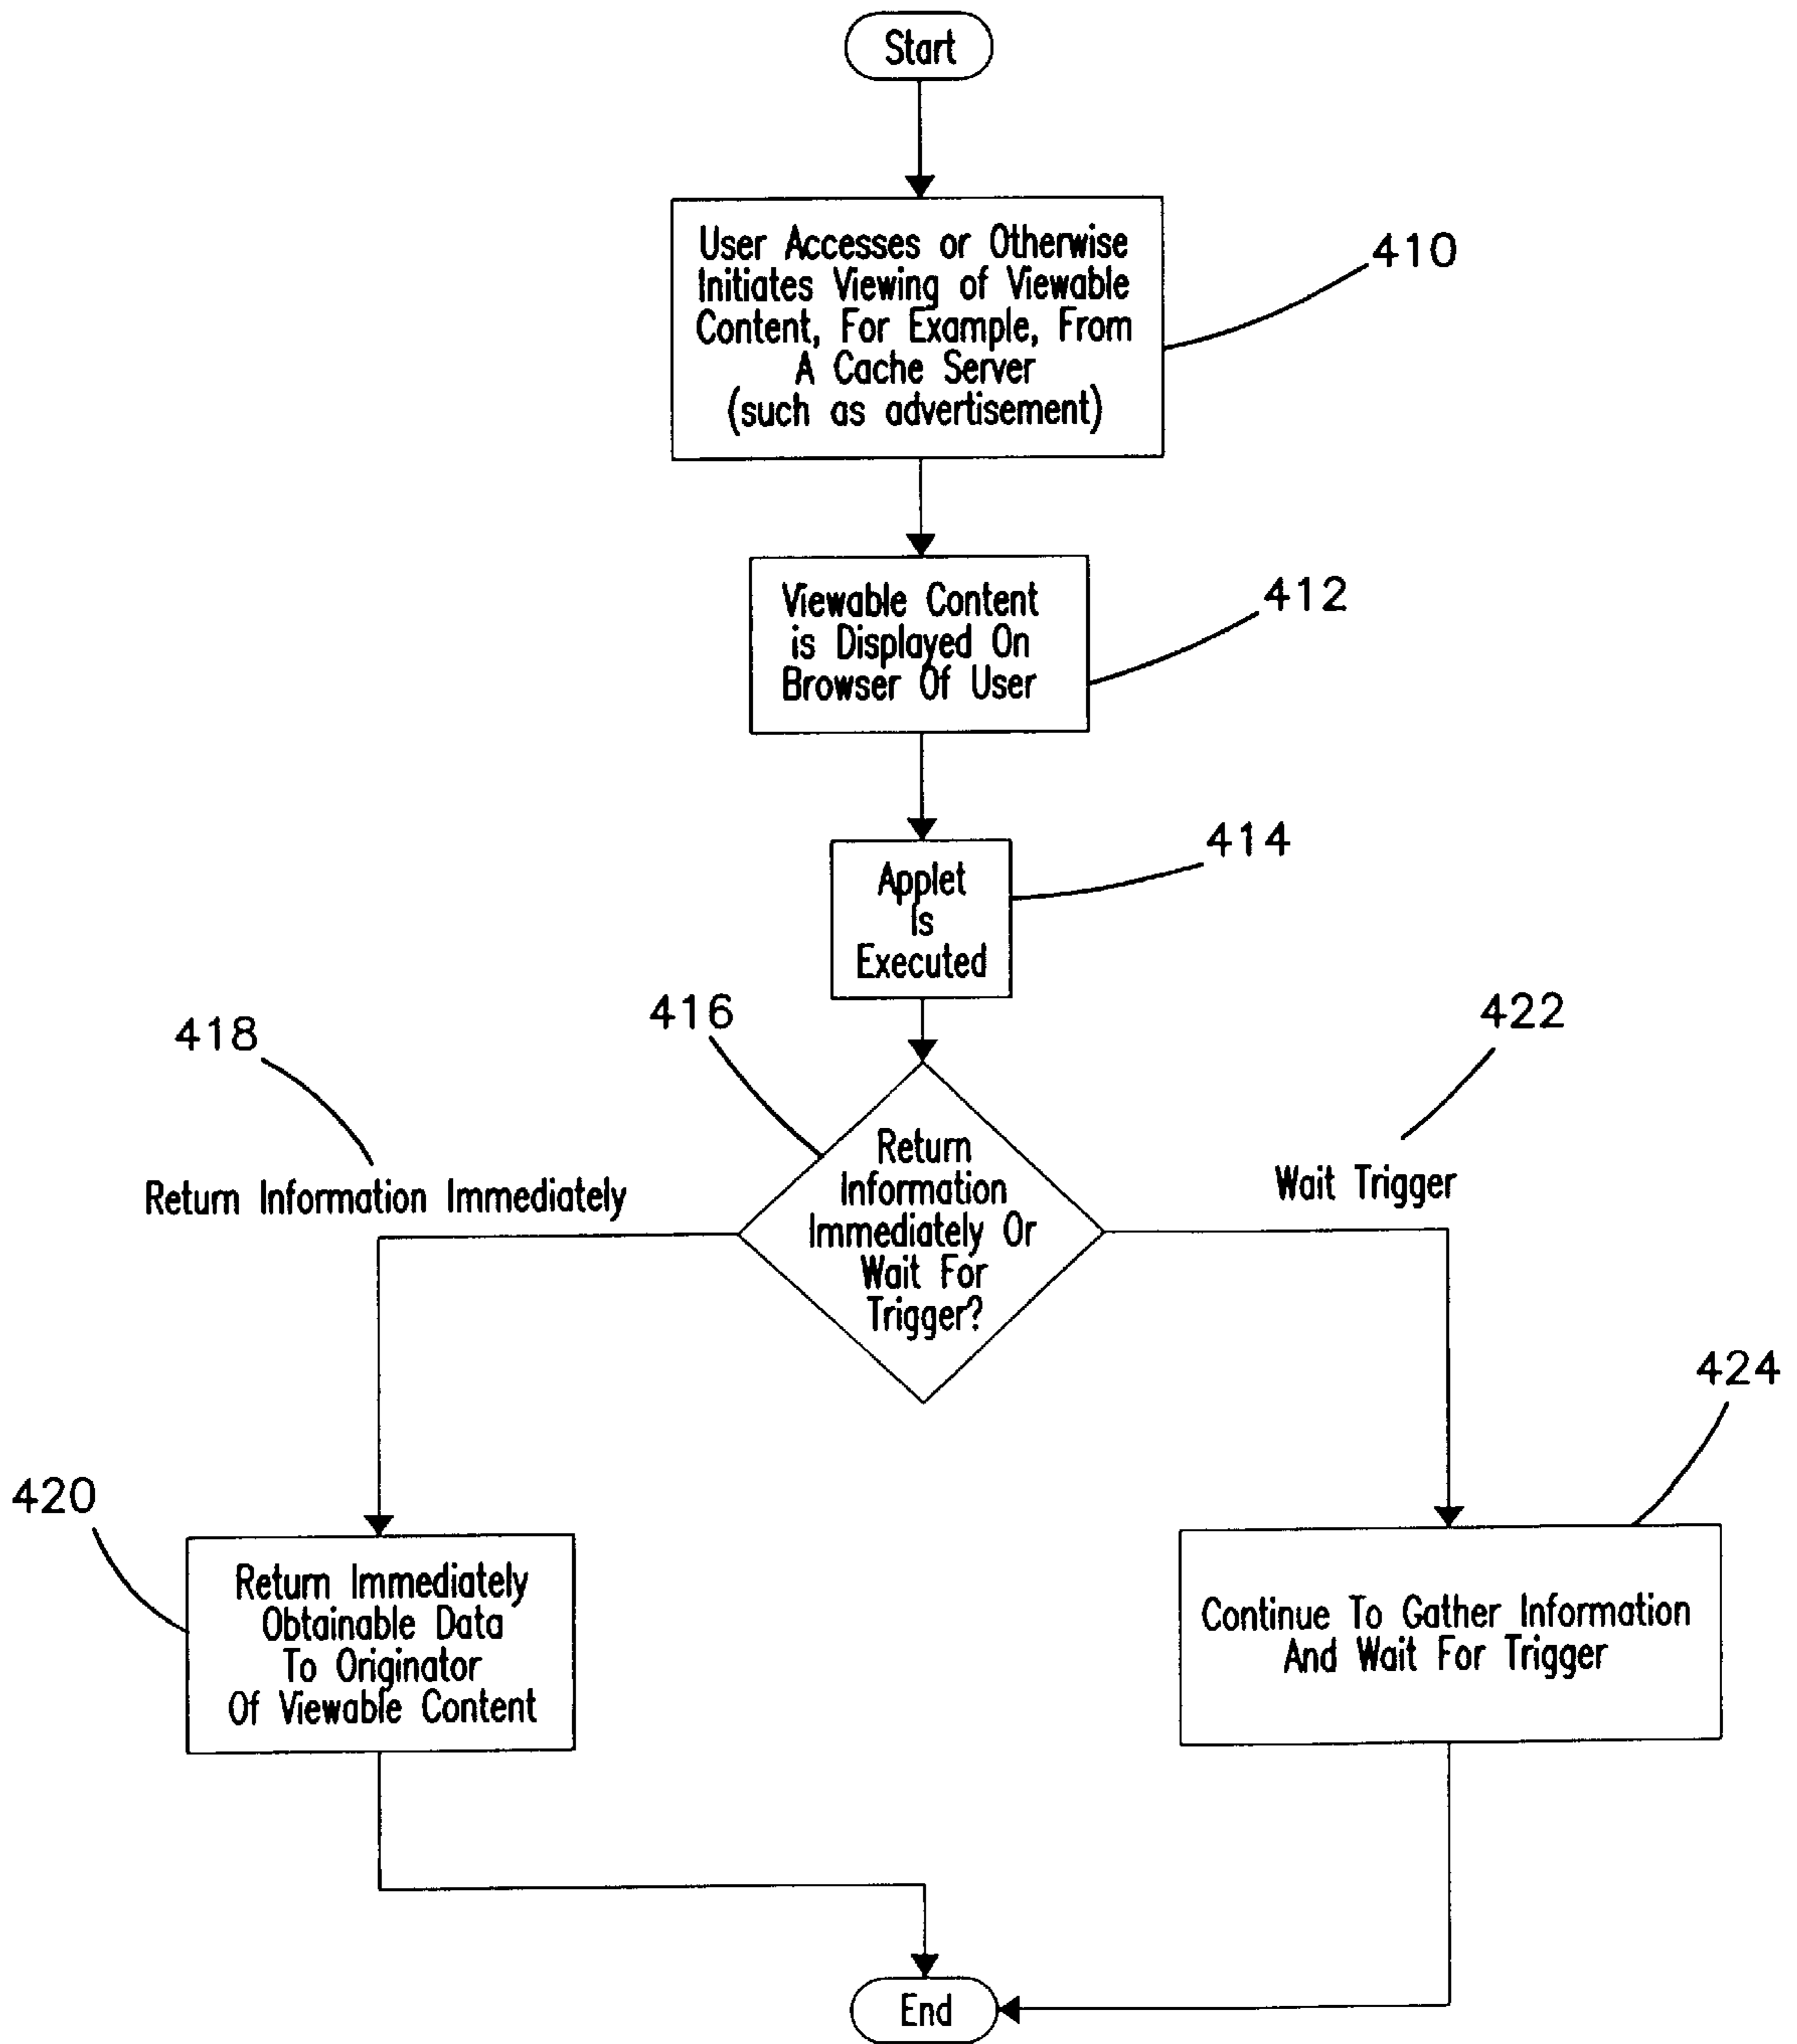 Start
User Accesses or Otherwise
Initiates Viewing of Viewable
Content, For Example, From
A Cache Server
(such as advertisement)
410
Viewable Content
is Displayed On
Browser Of User
412
Applet
Is
Executed
414
416
418
422
Return Information Immediately
Return
Information
Immediately Or
Wait For
Trigger?
Wait Trigger
420
424
Return Immediately
Obtainable Data
To Originator
Of Viewable Content
Continue To Gather Information
And Wait For Trigger
End